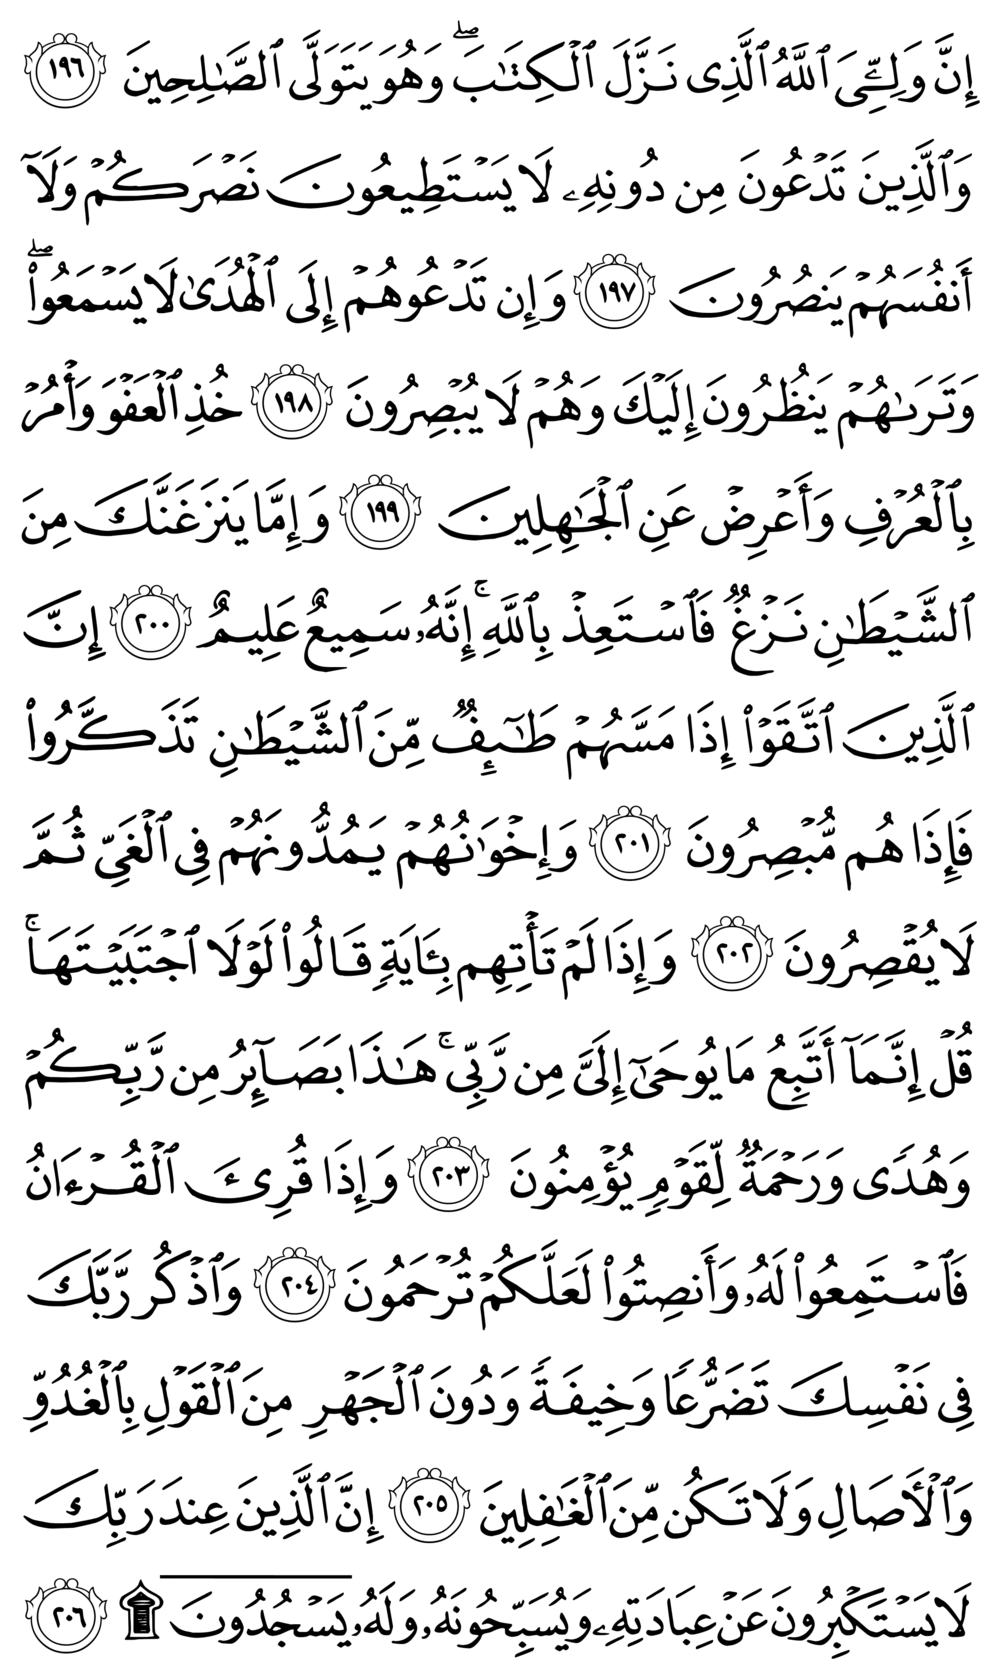 إِنَّ وَلِـِّۧىَ ٱللَّهُ ٱلَّذِى نَزَّلَ ٱلْكِتَـٰبَ ۖ وَهُوَ يَتَوَلَّى ٱلصَّـٰلِحِينَ ١٩٦
وَٱلَّذِينَ تَدْعُونَ مِن دُونِهِۦ لَا يَسْتَطِيعُونَ نَصْرَكُمْ وَلَآ
أَنفُسَهُمْ يَنصُرُونَ ١٩٧ وَإِن تَدْعُوهُمْ إِلَى ٱلْهُدَىٰ لَا يَسْمَعُوا۟ ۖ
وَتَرَىٰهُمْ يَنظُرُونَ إِلَيْكَ وَهُمْ لَا يُبْصِرُونَ ١٩٨ خُذِ ٱلْعَفْوَ وَأْمُرْ
بِٱلْعُرْفِ وَأَعْرِضْ عَنِ ٱلْجَـٰهِلِينَ ١٩٩ وَإِمَّا يَنزَغَنَّكَ مِنَ
ٱلشَّيْطَـٰنِ نَزْغٌ فَٱسْتَعِذْ بِٱللَّهِ ۚ إِنَّهُۥ سَمِيعٌ عَلِيمٌ ٢٠٠ إِنَّ
ٱلَّذِينَ ٱتَّقَوْا۟ إِذَا مَسَّهُمْ طَـٰٓئِفٌ مِّنَ ٱلشَّيْطَـٰنِ تَذَكَّرُوا۟
فَإِذَا هُم مُّبْصِرُونَ ٢٠١ وَإِخْوَٰنُهُمْ يَمُدُّونَهُمْ فِى ٱلْغَىِّ ثُمَّ
لَا يُقْصِرُونَ ٢٠٢ وَإِذَا لَمْ تَأْتِهِم بِـَٔايَةٍ قَالُوا۟ لَوْلَا ٱجْتَبَيْتَهَا ۚ
قُلْ إِنَّمَآ أَتَّبِعُ مَا يُوحَىٰٓ إِلَىَّ مِن رَّبِّى ۚ هَـٰذَا بَصَآئِرُ مِن رَّبِّكُمْ
وَهُدًى وَرَحْمَةٌ لِّقَوْمٍ يُؤْمِنُونَ ٢٠٣ وَإِذَا قُرِئَ ٱلْقُرْءَانُ
فَٱسْتَمِعُوا۟ لَهُۥ وَأَنصِتُوا۟ لَعَلَّكُمْ تُرْحَمُونَ ٢٠٤ وَٱذْكُر رَّبَّكَ
فِى نَفْسِكَ تَضَرُّعًا وَخِيفَةً وَدُونَ ٱلْجَهْرِ مِنَ ٱلْقَوْلِ بِٱلْغُدُوِّ
وَٱلْـَٔاصَالِ وَلَا تَكُن مِّنَ ٱلْغَـٰفِلِينَ ٢٠٥ إِنَّ ٱلَّذِينَ عِندَ رَبِّكَ
لَا يَسْتَكْبِرُونَ عَنْ عِبَادَتِهِۦ وَيُسَبِّحُونَهُۥ وَلَهُۥ يَسْجُدُونَ ۩ ٢٠٦